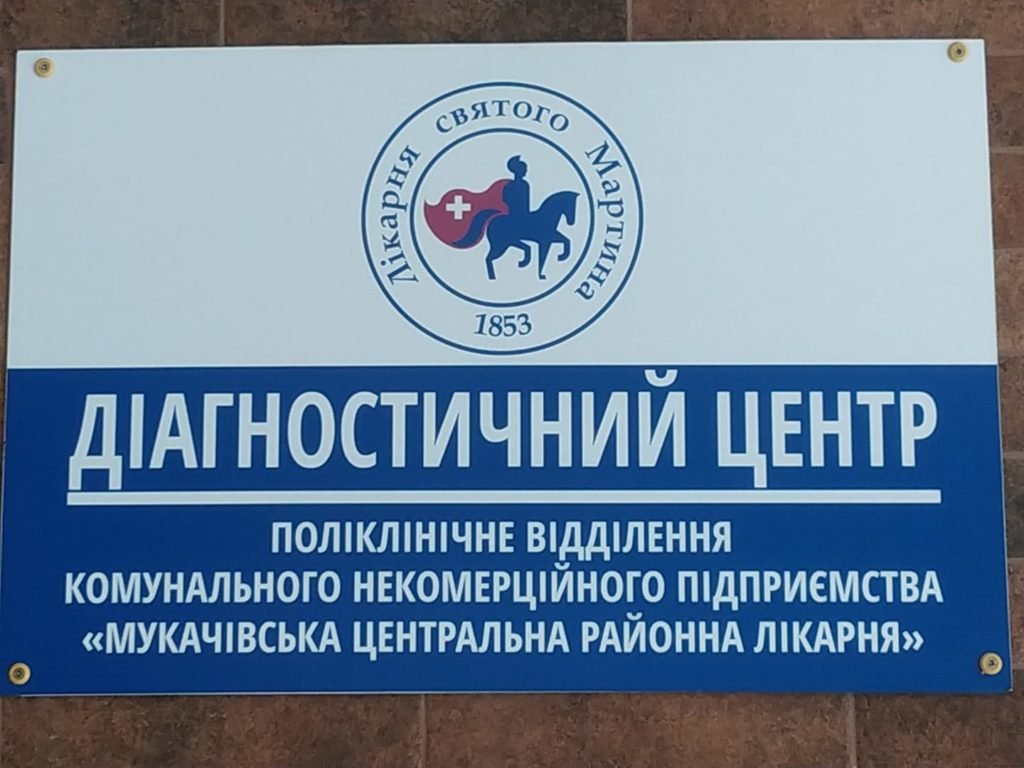 Лікарня святого Мартина
1853
ДІАГНОСТИЧНИЙ ЦЕНТР
ПОЛІКЛІНІЧНЕ ВІДДІЛЕННЯ
КОМУНАЛЬНОГО НЕКОМЕРЦІЙНОГО ПІДПРИЄМСТВА
«МУКАЧІВСЬКА ЦЕНТРАЛЬНА РАЙОННА ЛІКАРНЯ»